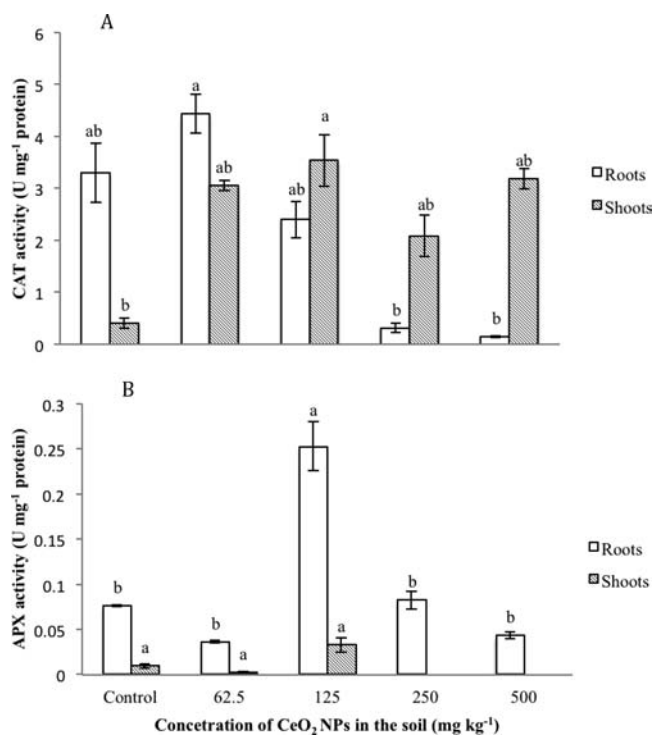 A
CAT activity (U mg⁻¹ protein)
6
5
4
3
2
1
0
ab
b
a
ab
ab
a
b
ab
b
ab
Roots
Shoots
B
APX activity (U mg⁻¹ protein)
0.3
0.25
0.2
0.15
0.1
0.05
0
b
a
b
a
a
a
b
b
Roots
Shoots
Control 62.5 125 250 500
Concetration of CeO₂ NPs in the soil (mg kg⁻¹)